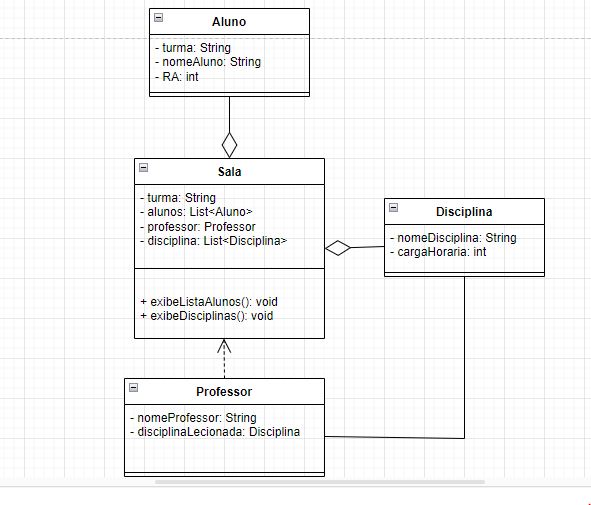 Aluno
- turma: String
- nomeAluno: String
- RA: int
Sala
- turma: String
- alunos: List<Aluno>
- professor: Professor
- disciplina: List<Disciplina>
+ exibeListaAlunos(): void
+ exibeDisciplinas(): void
Disciplina
- nomeDisciplina: String
- cargaHoraria: int
Professor
- nomeProfessor: String
- disciplinaLecionada: Disciplina